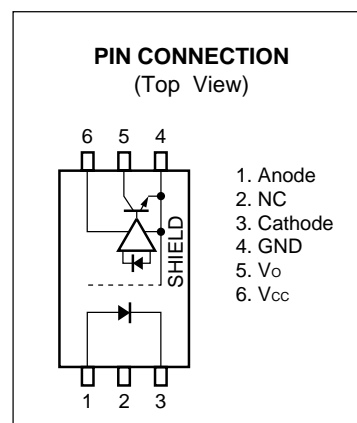 PIN CONNECTION
(Top View)
6 5 4
SHIELD
1 2 3
1. Anode
2. NC
3. Cathode
4. GND
5. VO
6. VCC